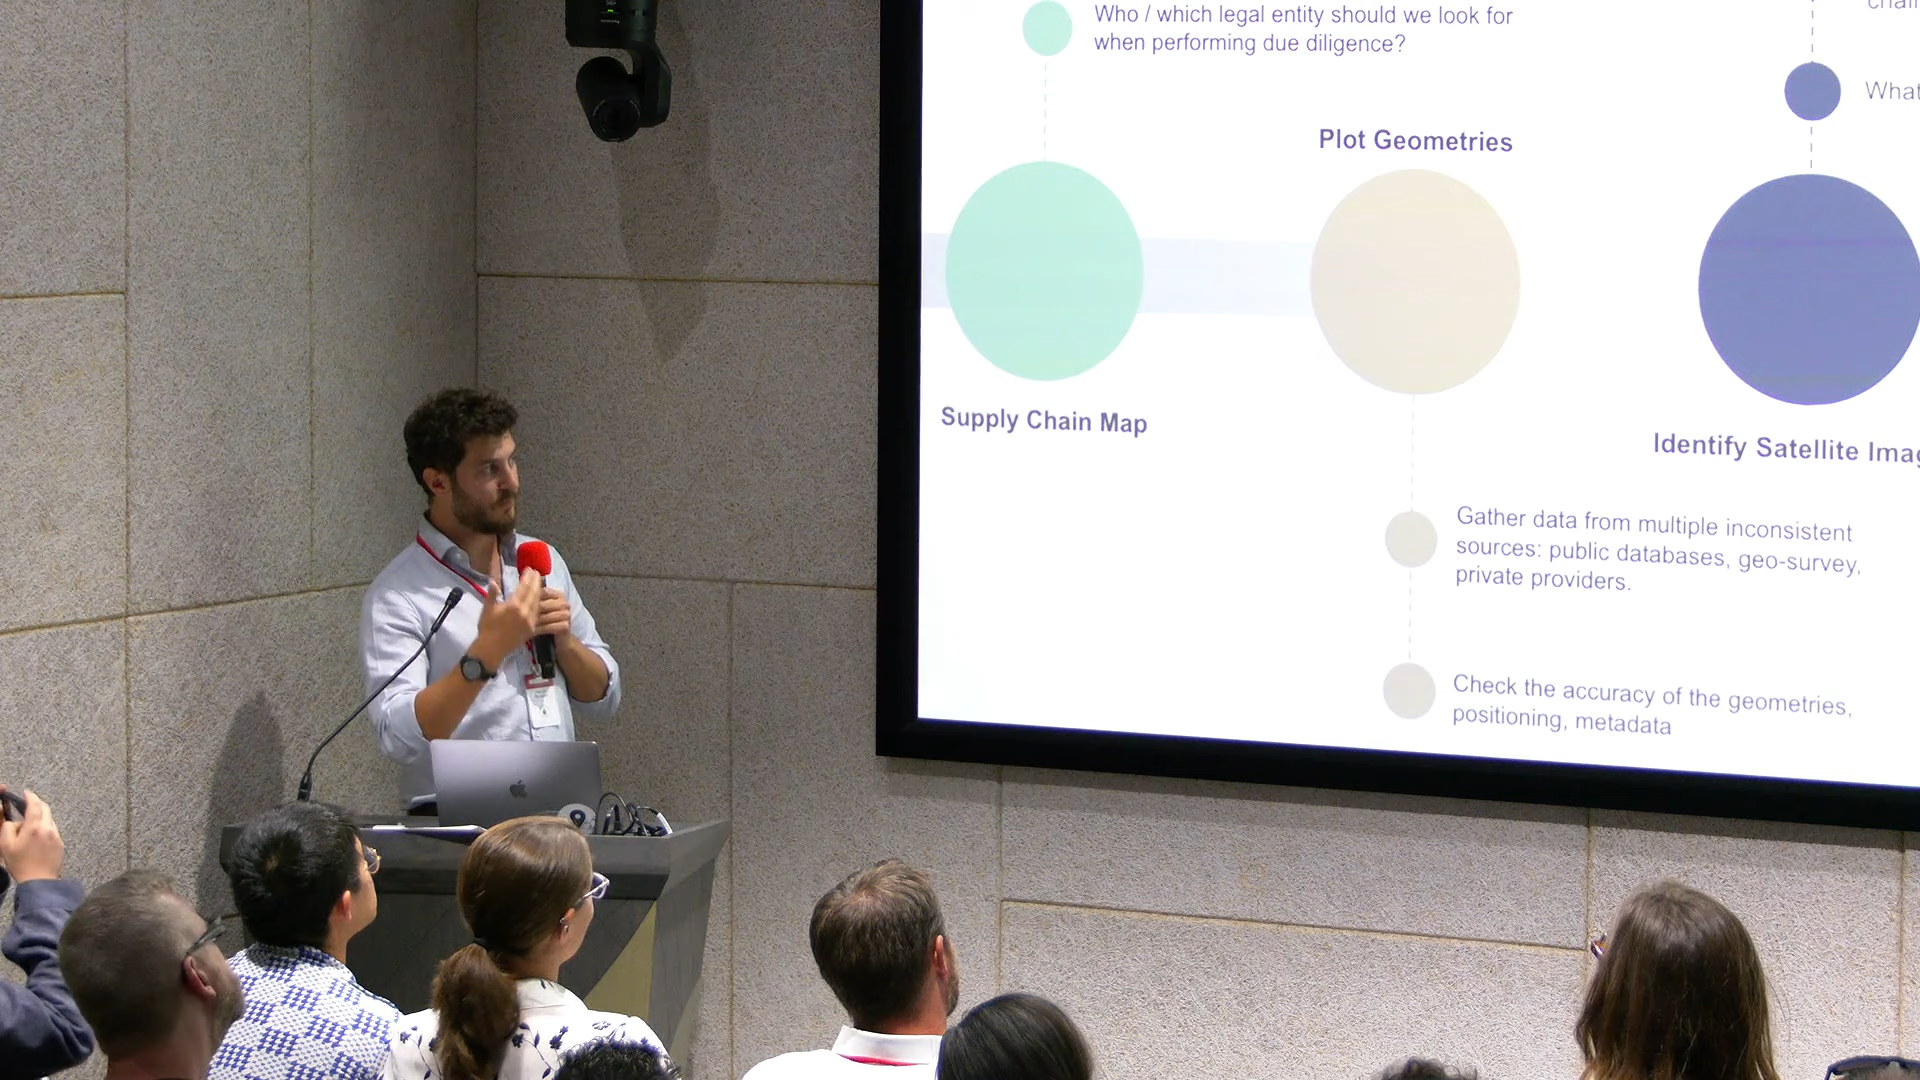 Who / which legal entity should we look for
when performing due diligence?
What
Plot Geometries
Supply Chain Map
Identify Satellite Imag
Gather data from multiple inconsistent
sources: public databases, geo-survey,
private providers.
Check the accuracy of the geometries,
positioning, metadata